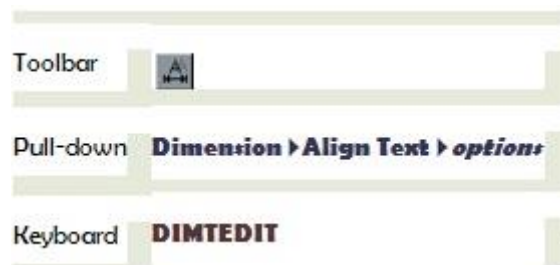 Toolbar A
Pull-down Dimension ▸ Align Text ▸ options
Keyboard DIMTEDIT